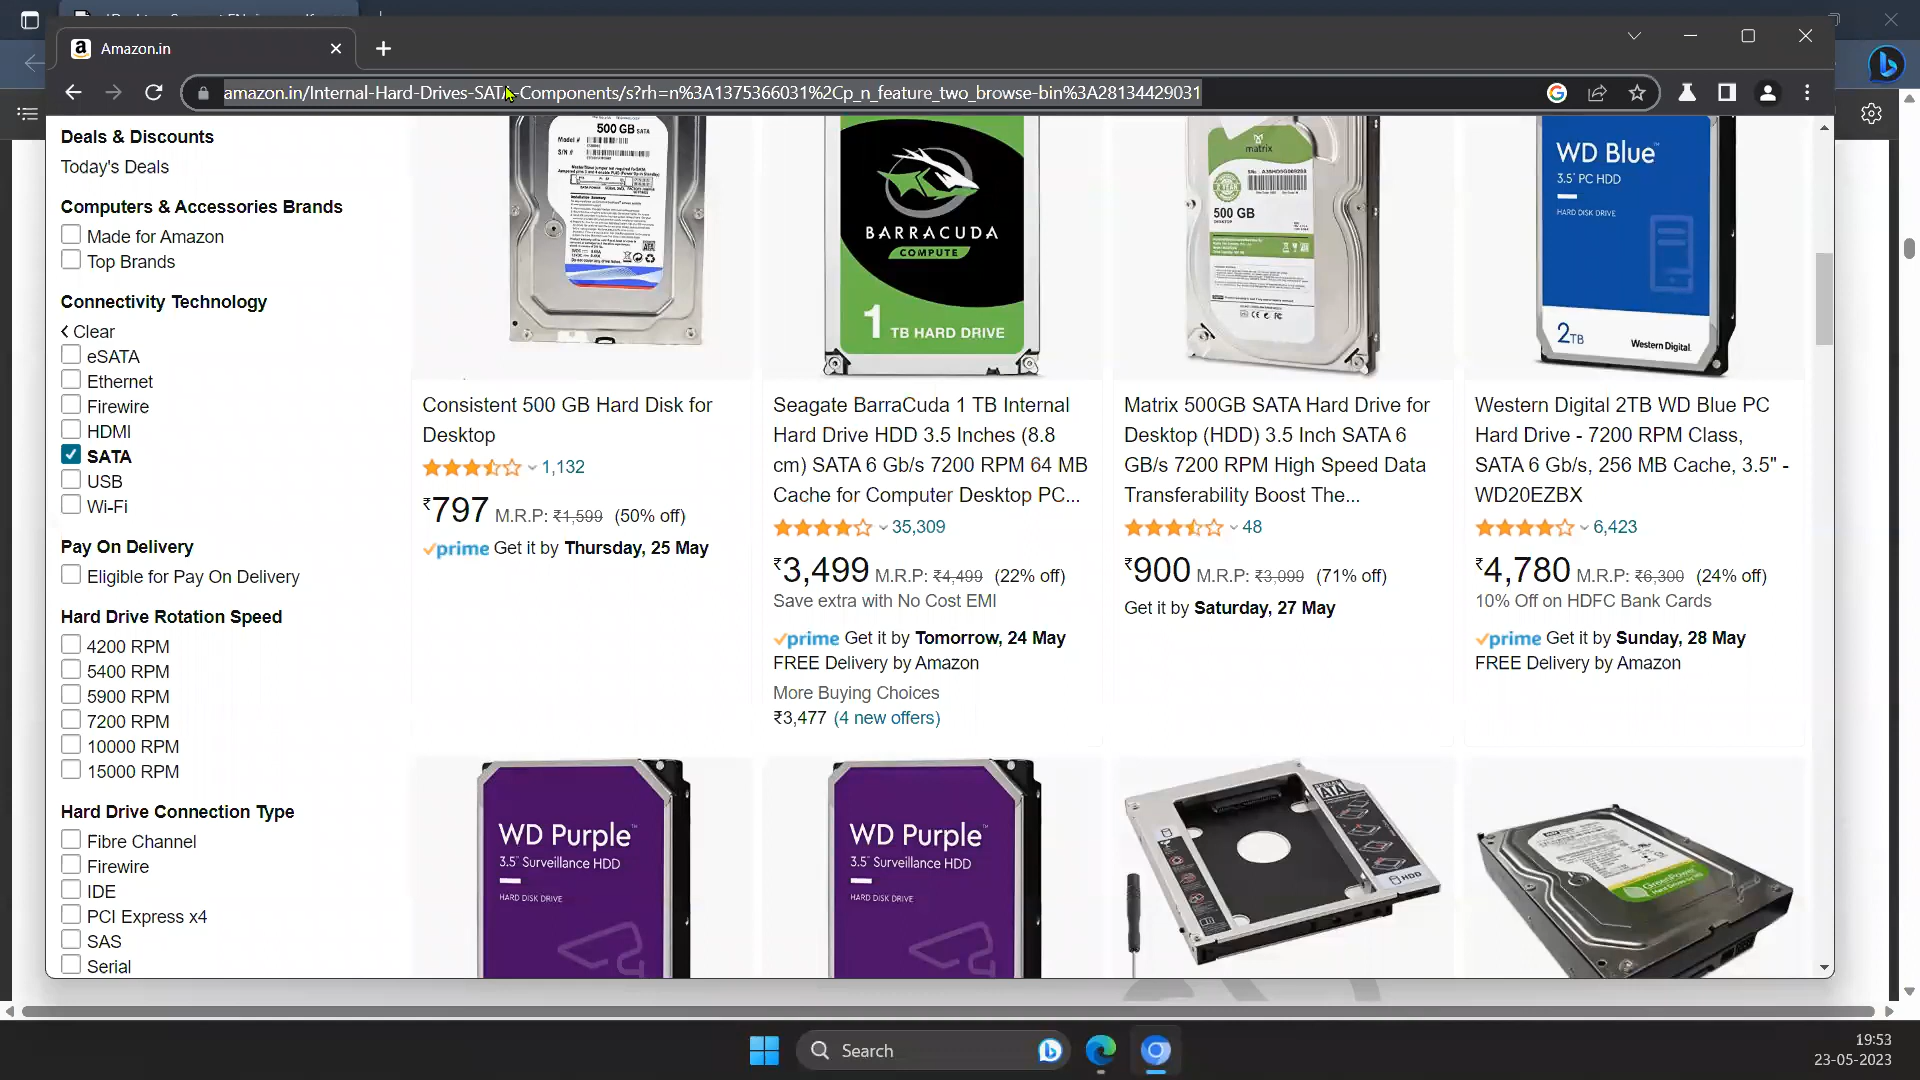 Amazon.in
amazon.in/Internal-Hard-Drives-SATA-Components/s?rh=n%3A1375366031%2Cp_n_feature_two_browse-bin%3A28134429031
Deals & Discounts
Today's Deals
Computers & Accessories Brands
Made for Amazon
Top Brands
Connectivity Technology
Clear
eSATA
Ethernet
Firewire
HDMI
SATA
USB
Wi-Fi
Pay On Delivery
Eligible for Pay On Delivery
Hard Drive Rotation Speed
4200 RPM
5400 RPM
5900 RPM
7200 RPM
10000 RPM
15000 RPM
Hard Drive Connection Type
Fibre Channel
Firewire
IDE
PCI Express x4
SAS
Serial
500 GB SATA
Model #
S/N #
Consistent 500 GB Hard Disk for
Desktop
1,132
₹797 M.R.P: ₹1,599 (50% off)
prime Get it by Thursday, 25 May
BARRACUDA
COMPUTE
1 TB HARD DRIVE
Seagate BarraCuda 1 TB Internal
Hard Drive HDD 3.5 Inches (8.8
cm) SATA 6 Gb/s 7200 RPM 64 MB
Cache for Computer Desktop PC...
35,309
₹3,499 M.R.P: ₹4,499 (22% off)
Save extra with No Cost EMI
prime Get it by Tomorrow, 24 May
FREE Delivery by Amazon
More Buying Choices
₹3,477 (4 new offers)
matrix
500 GB
Matrix 500GB SATA Hard Drive for
Desktop (HDD) 3.5 Inch SATA 6
GB/s 7200 RPM High Speed Data
Transferability Boost The...
48
₹900 M.R.P: ₹3,099 (71% off)
Get it by Saturday, 27 May
WD Blue™
3.5" PC HDD
HARD DISK DRIVE
2TB
Western Digital.
Western Digital 2TB WD Blue PC
Hard Drive - 7200 RPM Class,
SATA 6 Gb/s, 256 MB Cache, 3.5" -
WD20EZBX
6,423
₹4,780 M.R.P: ₹6,300 (24% off)
10% Off on HDFC Bank Cards
prime Get it by Sunday, 28 May
FREE Delivery by Amazon
WD Purple™
3.5" Surveillance HDD
HARD DISK DRIVE
WD Purple™
3.5" Surveillance HDD
HARD DISK DRIVE
HDD
GreenPower
Search
19:53
23-05-2023